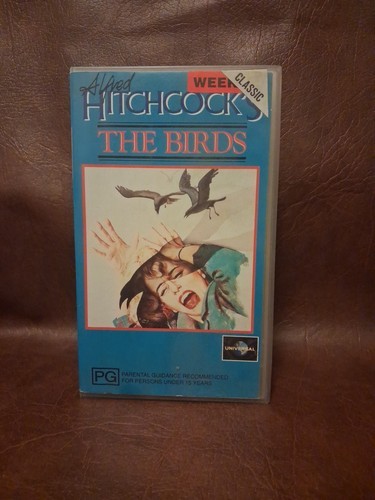 Alfred
WEEK
CLASSIC
HITCHCOCK'S
THE BIRDS
UNIVERSAL
PG
PARENTAL GUIDANCE RECOMMENDED
FOR PERSONS UNDER 15 YEARS